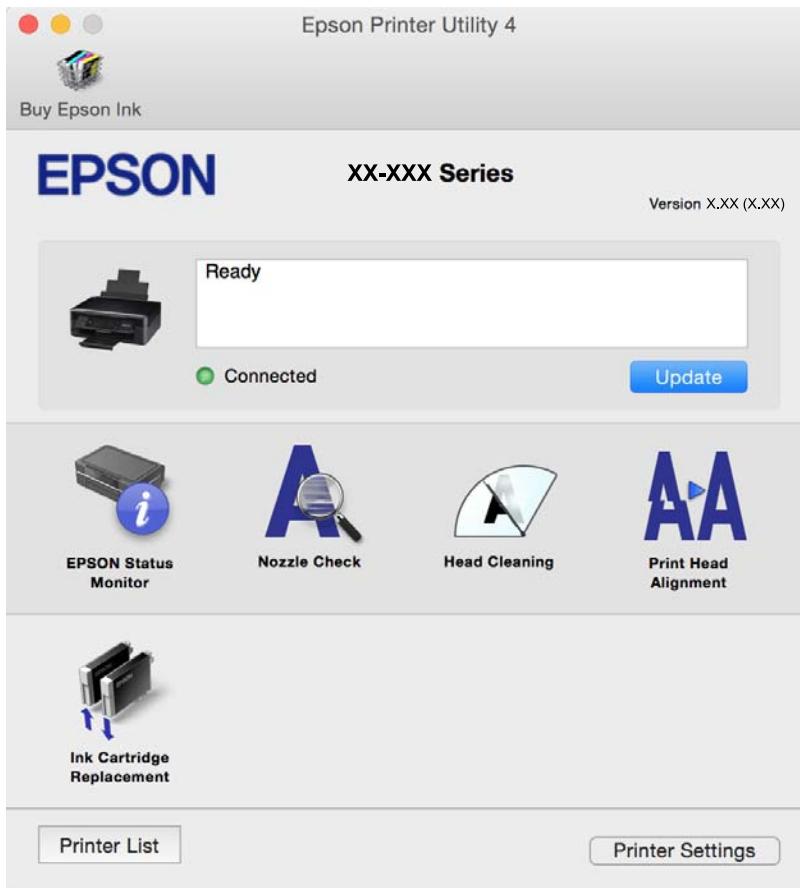 Epson Printer Utility 4
Buy Epson Ink
EPSON
XX-XXX Series
Version X.XX (X.XX)
Ready
Connected
Update
EPSON Status
Monitor
Nozzle Check
Head Cleaning
Print Head
Alignment
Ink Cartridge
Replacement
Printer List
Printer Settings